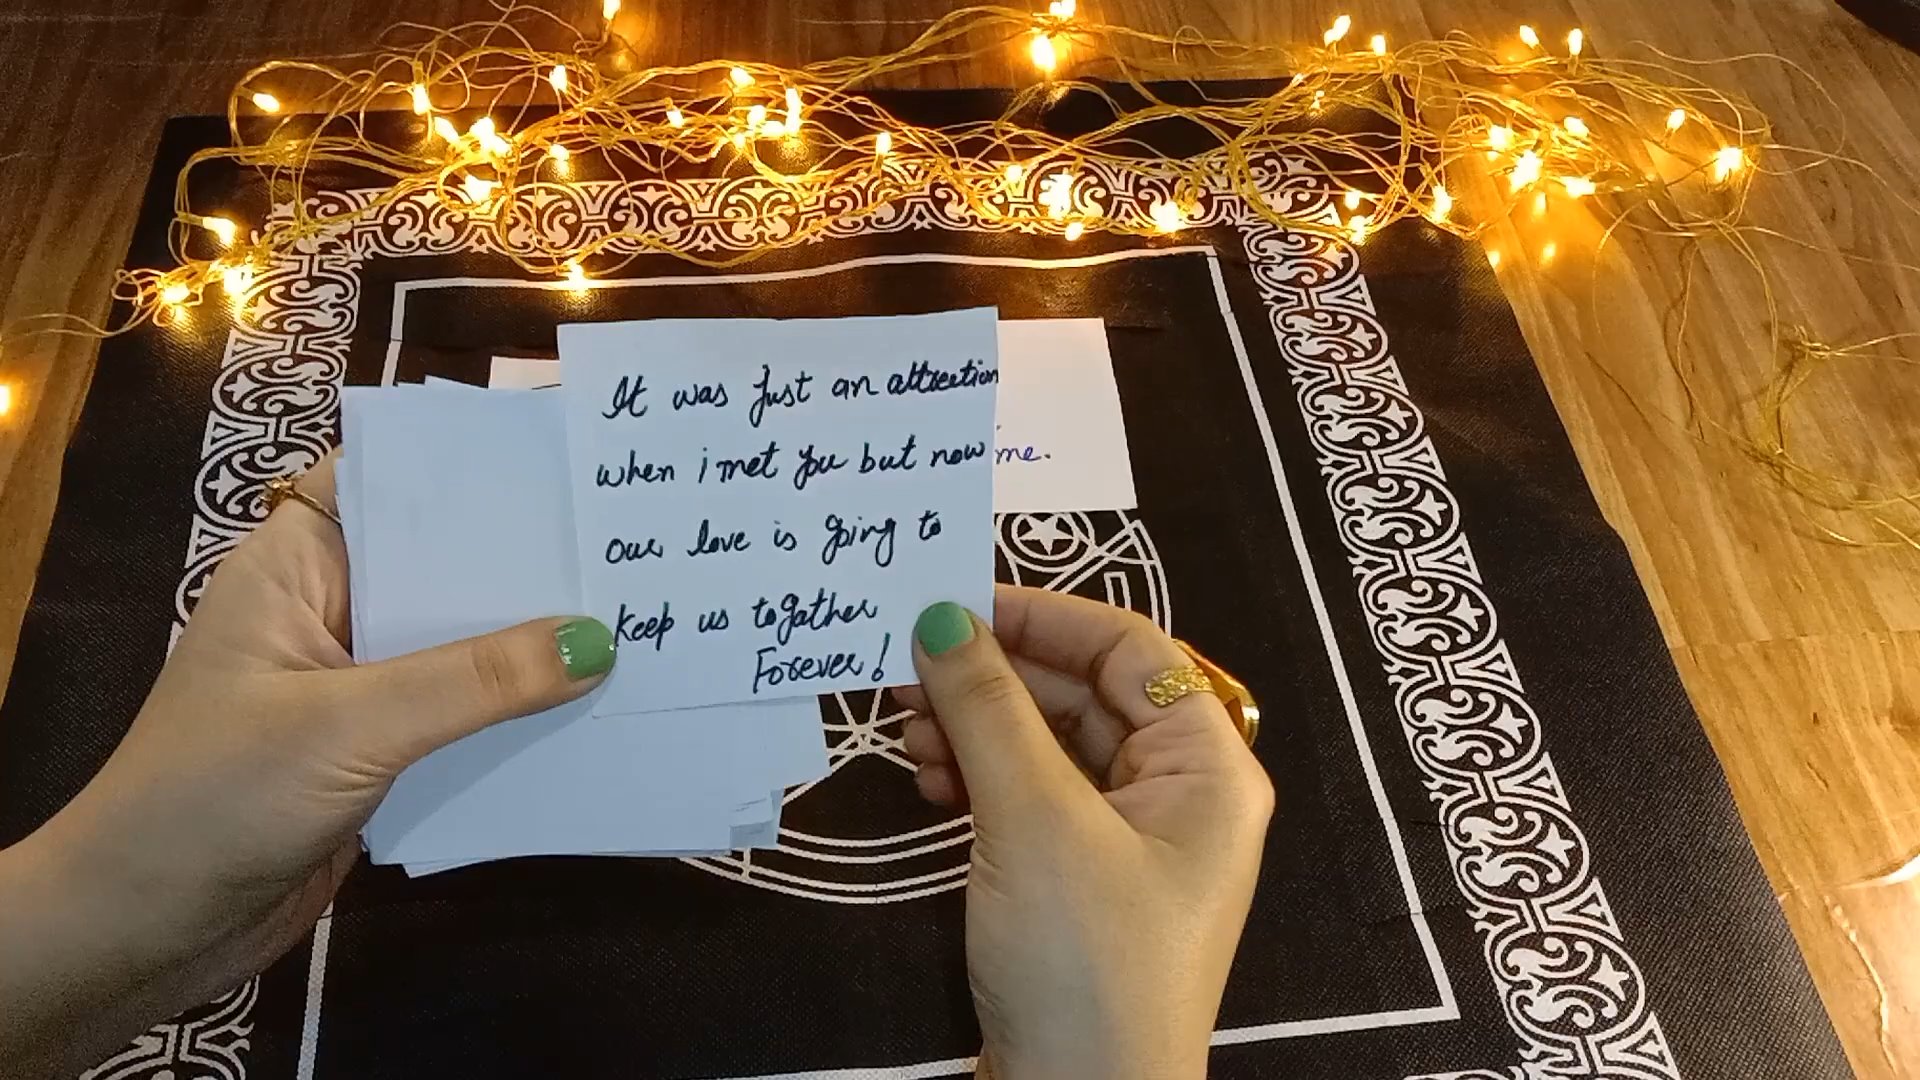 It was Just an attraction
when i met you but now
our love is going to
keep us togather
Forever!
me.